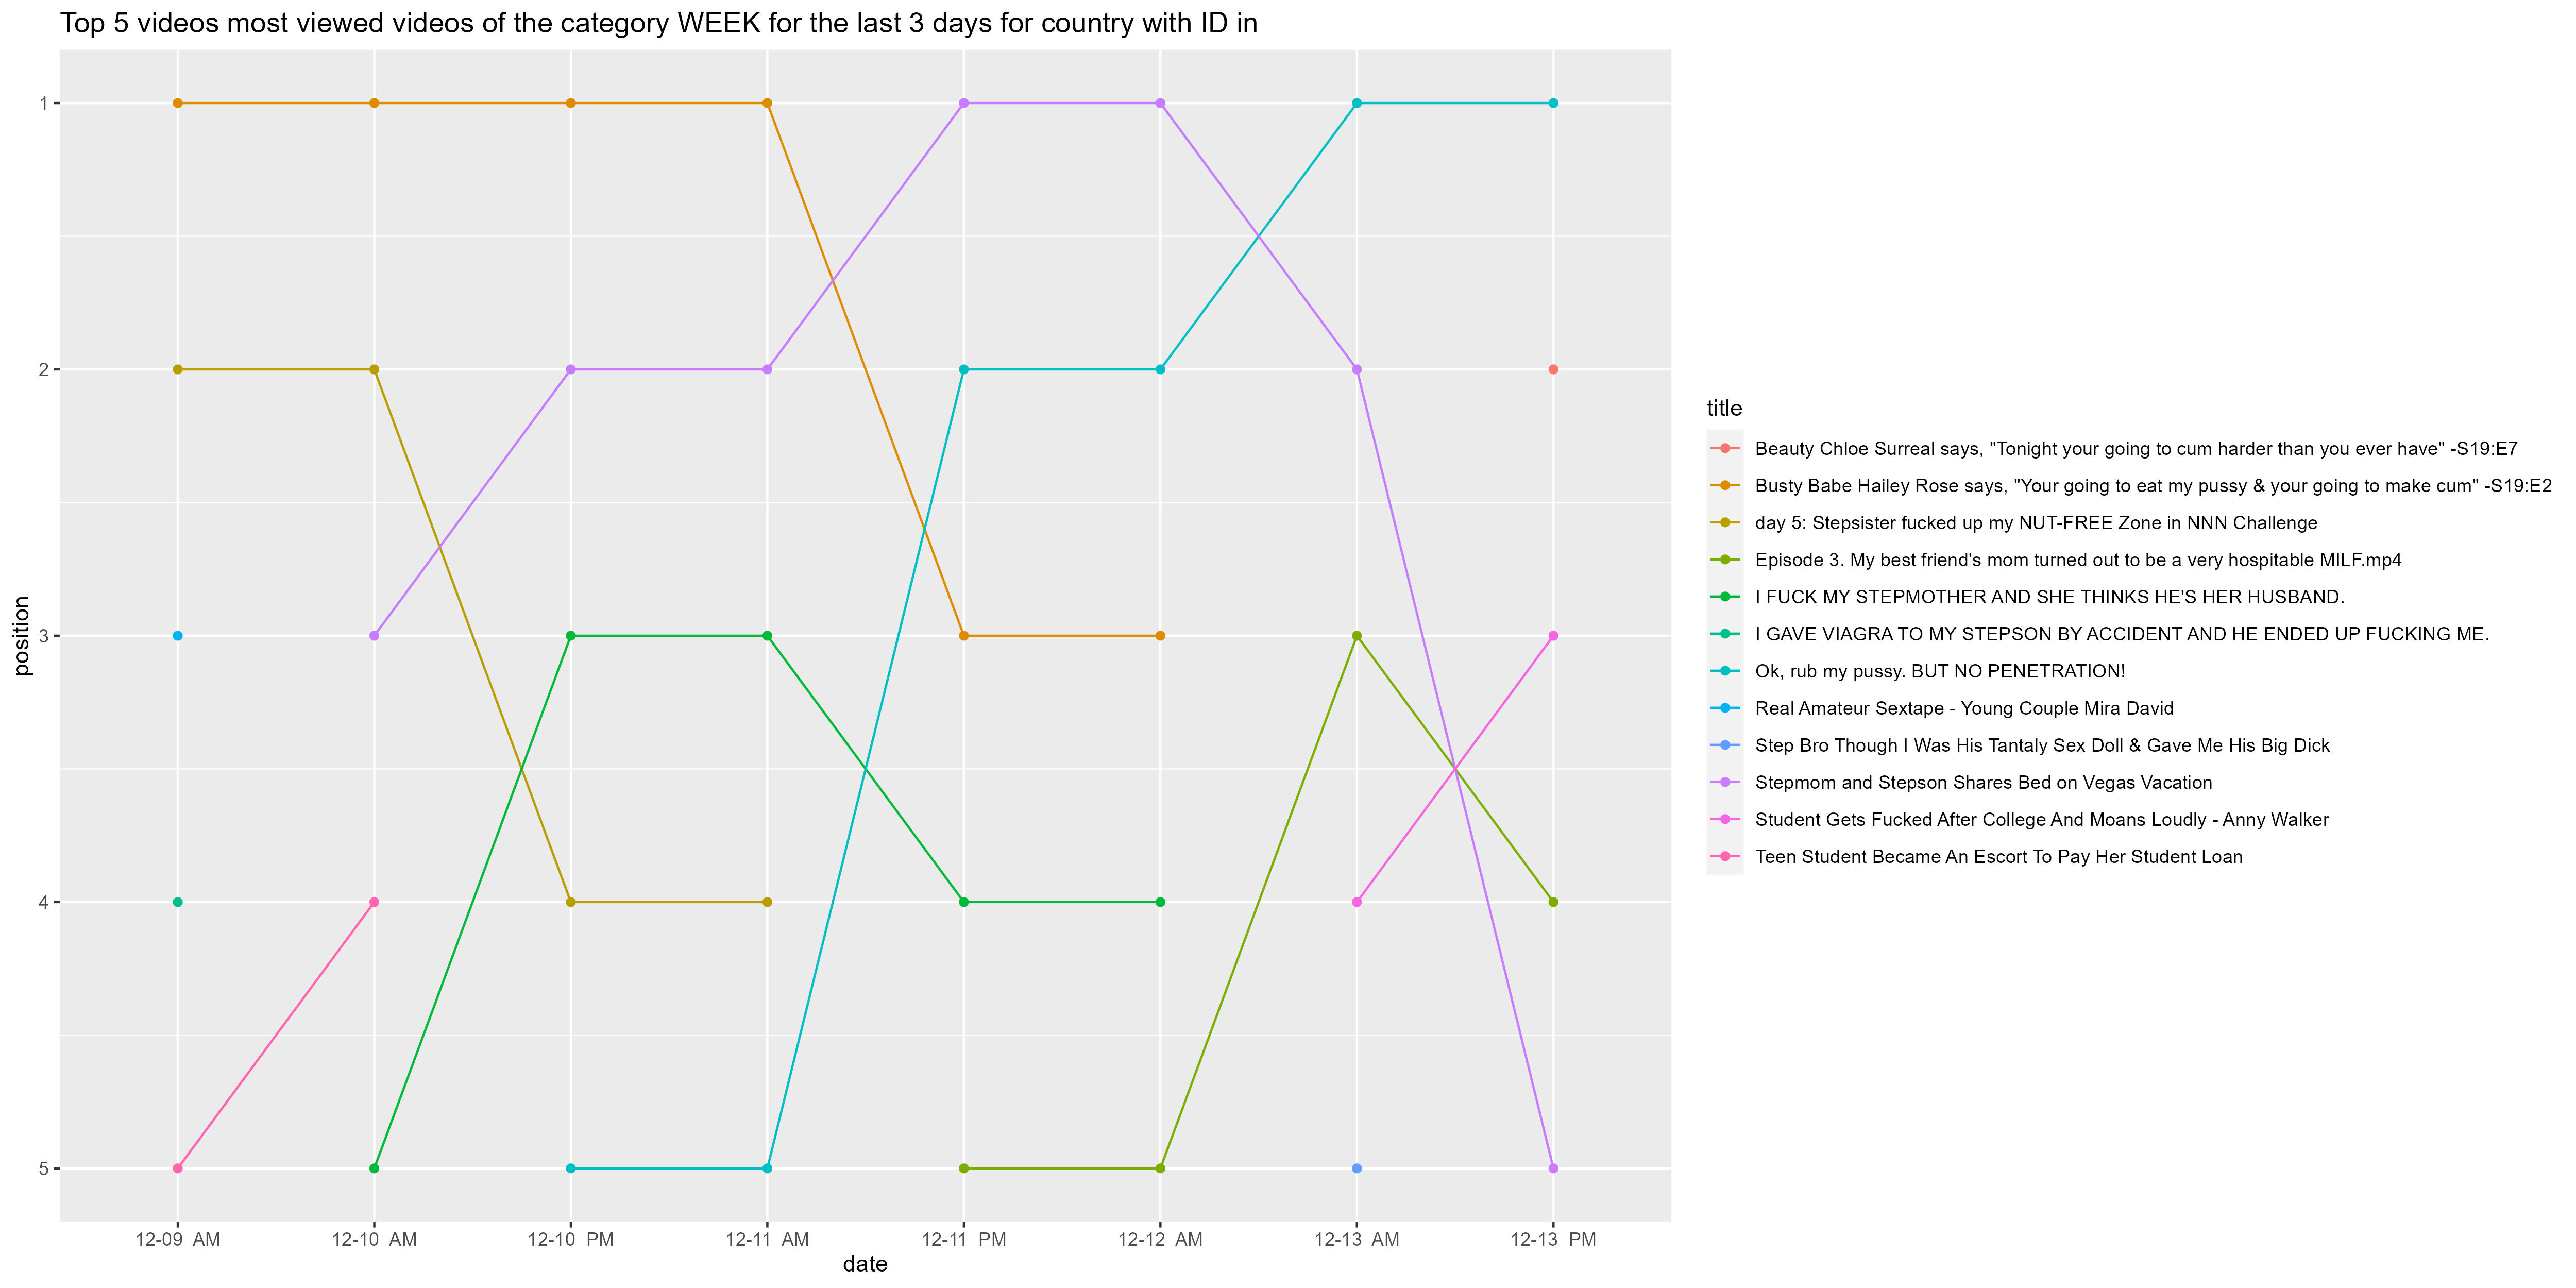 Top 5 videos most viewed videos of the category WEEK for the last 3 days for country with ID in
position
1
2
3
4
5
12-09 AM
12-10 AM
12-10 PM
12-11 AM
12-11 PM
12-12 AM
12-13 AM
12-13 PM
date
title
Beauty Chloe Surreal says, "Tonight your going to cum harder than you ever have" -S19:E7
Busty Babe Hailey Rose says, "Your going to eat my pussy & your going to make cum" -S19:E2
day 5: Stepsister fucked up my NUT-FREE Zone in NNN Challenge
Episode 3. My best friend's mom turned out to be a very hospitable MILF.mp4
I FUCK MY STEPMOTHER AND SHE THINKS HE'S HER HUSBAND.
I GAVE VIAGRA TO MY STEPSON BY ACCIDENT AND HE ENDED UP FUCKING ME.
Ok, rub my pussy. BUT NO PENETRATION!
Real Amateur Sextape - Young Couple Mira David
Step Bro Though I Was His Tantaly Sex Doll & Gave Me His Big Dick
Stepmom and Stepson Shares Bed on Vegas Vacation
Student Gets Fucked After College And Moans Loudly - Anny Walker
Teen Student Became An Escort To Pay Her Student Loan